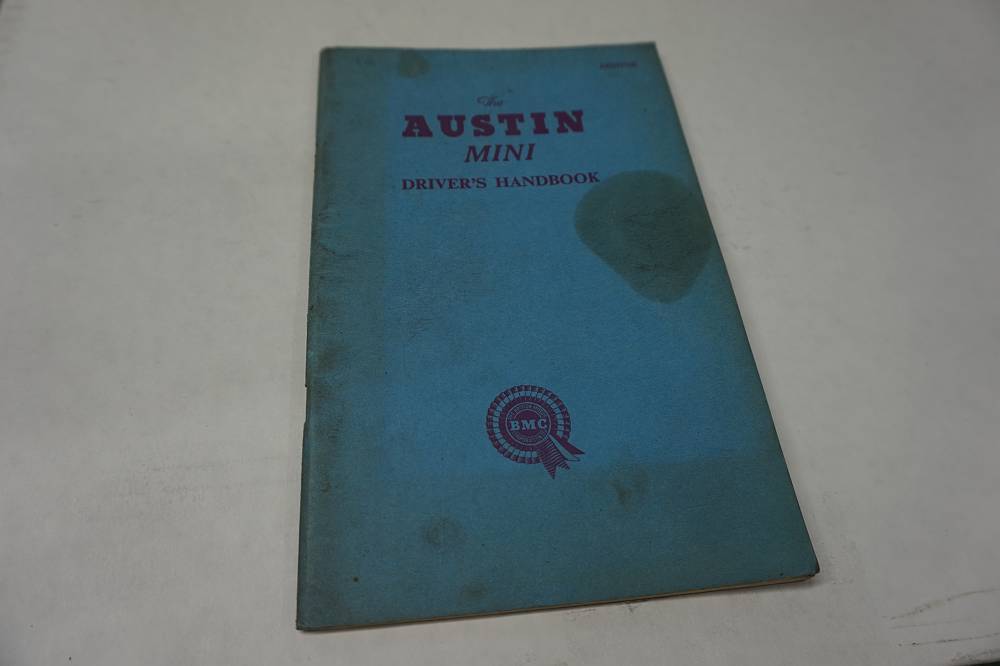 The
AUSTIN
MINI
DRIVER'S HANDBOOK
BMC